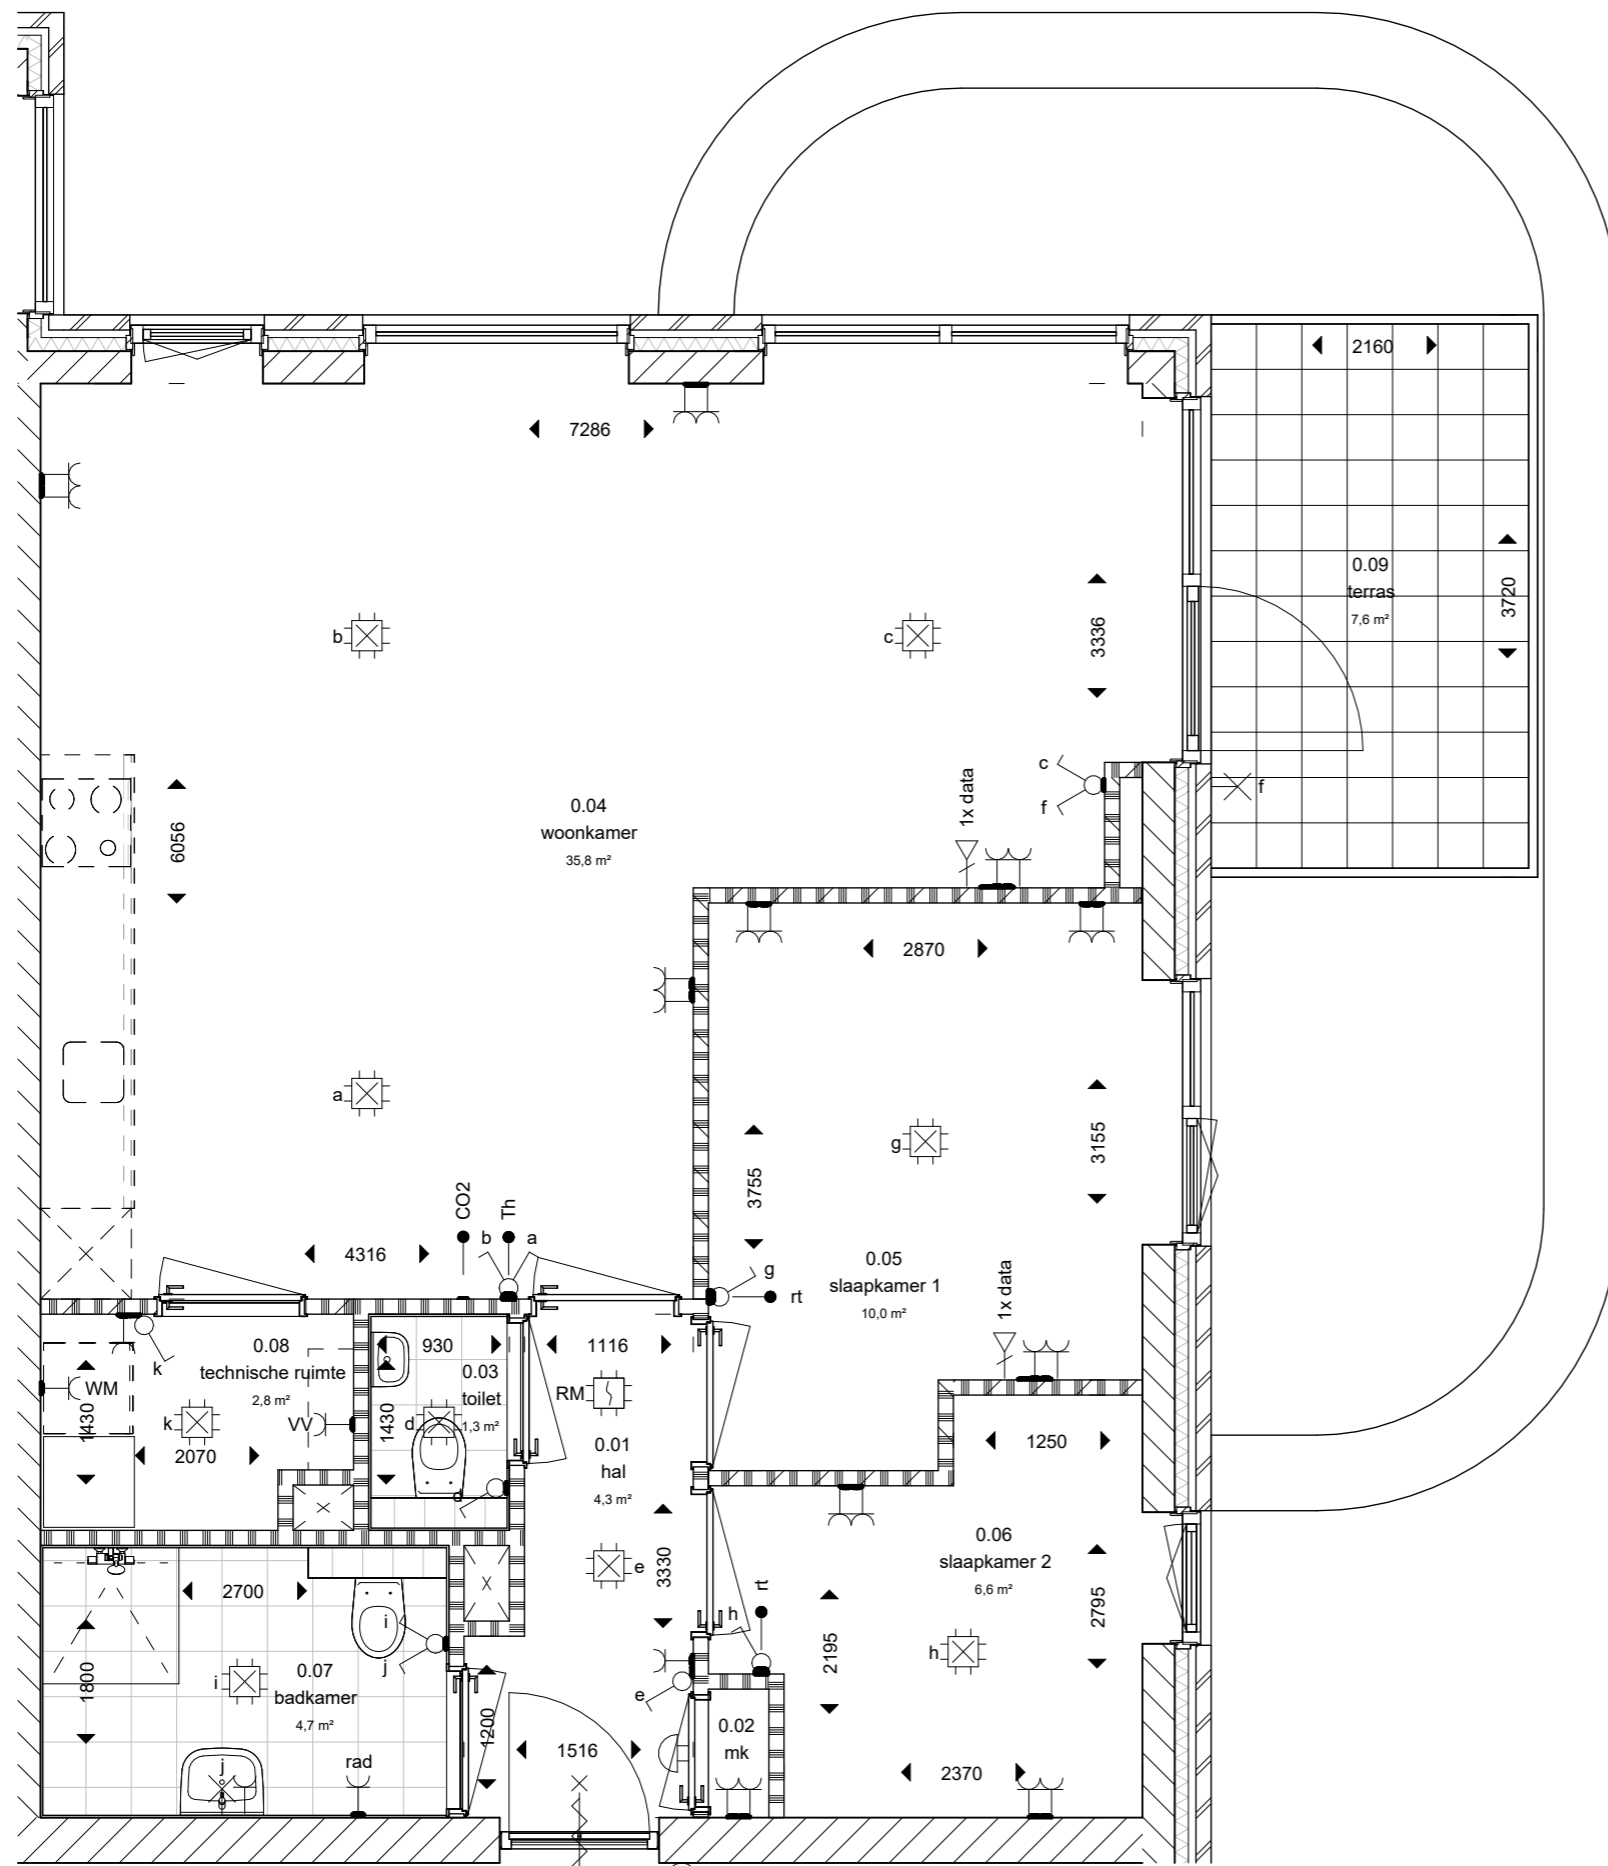 2160
7286
0.09
terras
7,6 m²
3720
3336
b
c
0.04
woonkamer
35,8 m²
6056
1x data
c
f
f
2870
a
g
3155
3755
CO2
Th
b
a
4316
0.05
slaapkamer 1
10,0 m²
g
rt
1x data
0.08
technische ruimte
2,8 m²
k
WM
1430
k
VV
2070
930
0.03
toilet
1,3 m²
d
1430
d
1116
RM
0.01
hal
4,3 m²
e
3330
1250
0.06
slaapkamer 2
6,6 m²
2700
i
j
1800
0.07
badkamer
4,7 m²
i
j
rad
1200
1516
e
0.02
mk
h
rt
2195
h
2795
2370